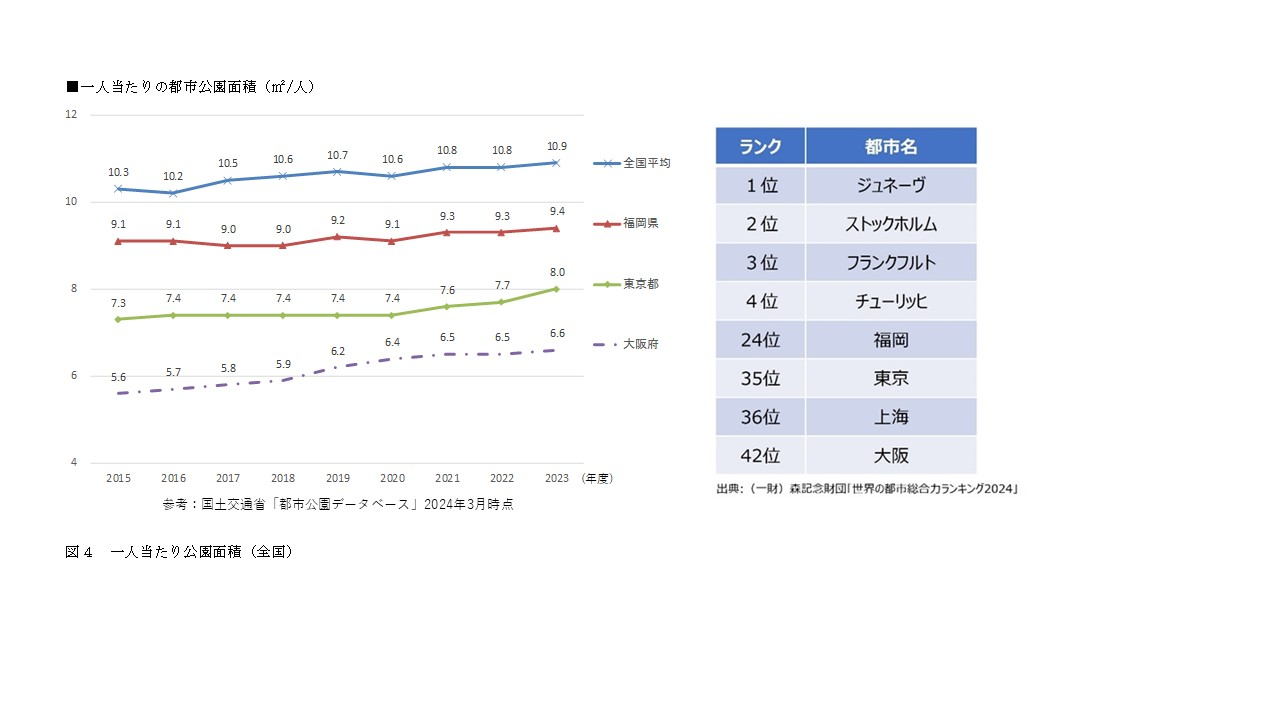 ■一人当たりの都市公園面積（㎡/人）
12
10
8
6
4
10.3 10.2 10.5 10.6 10.7 10.6 10.8 10.8 10.9
9.1 9.1 9.0 9.0 9.2 9.1 9.3 9.3 9.4
7.3 7.4 7.4 7.4 7.4 7.4 7.6 7.7 8.0
5.6 5.7 5.8 5.9 6.2 6.4 6.5 6.5 6.6
全国平均
福岡県
東京都
大阪府
2015 2016 2017 2018 2019 2020 2021 2022 2023 （年度）
参考：国土交通省「都市公園データベース」2024年3月時点
図４　一人当たり公園面積（全国）
ランク 都市名
１位 ジュネーヴ
２位 ストックホルム
３位 フランクフルト
４位 チューリッヒ
24位 福岡
35位 東京
36位 上海
42位 大阪
出典：（一財）森記念財団「世界の都市総合力ランキング2024」